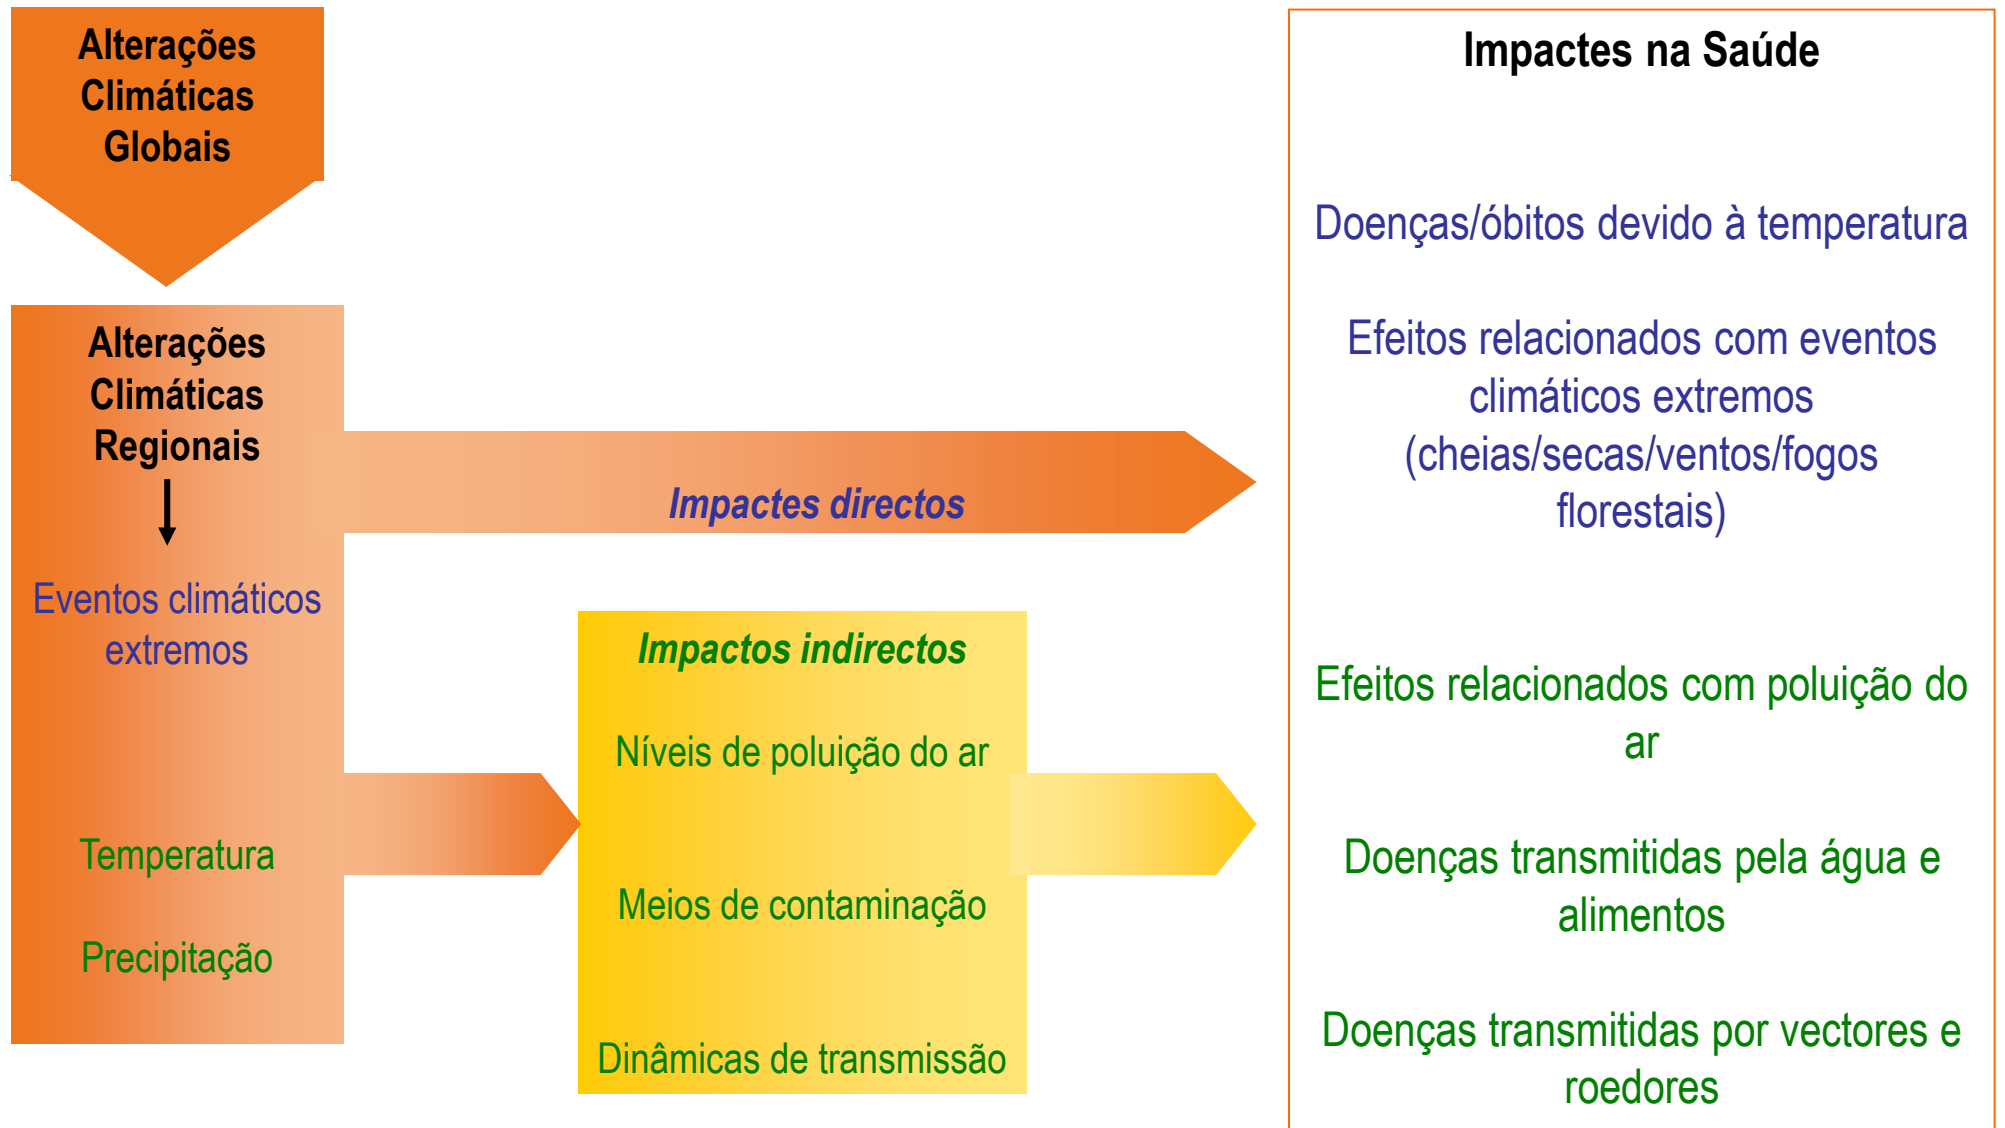 Alterações
Climáticas
Globais
Alterações
Climáticas
Regionais
Eventos climáticos
extremos
Temperatura
Precipitação
Impactes directos
Impactos indirectos
Níveis de poluição do ar
Meios de contaminação
Dinâmicas de transmissão
Impactes na Saúde
Doenças/óbitos devido à temperatura
Efeitos relacionados com eventos
climáticos extremos
(cheias/secas/ventos/fogos
florestais)
Efeitos relacionados com poluição do
ar
Doenças transmitidas pela água e
alimentos
Doenças transmitidas por vectores e
roedores